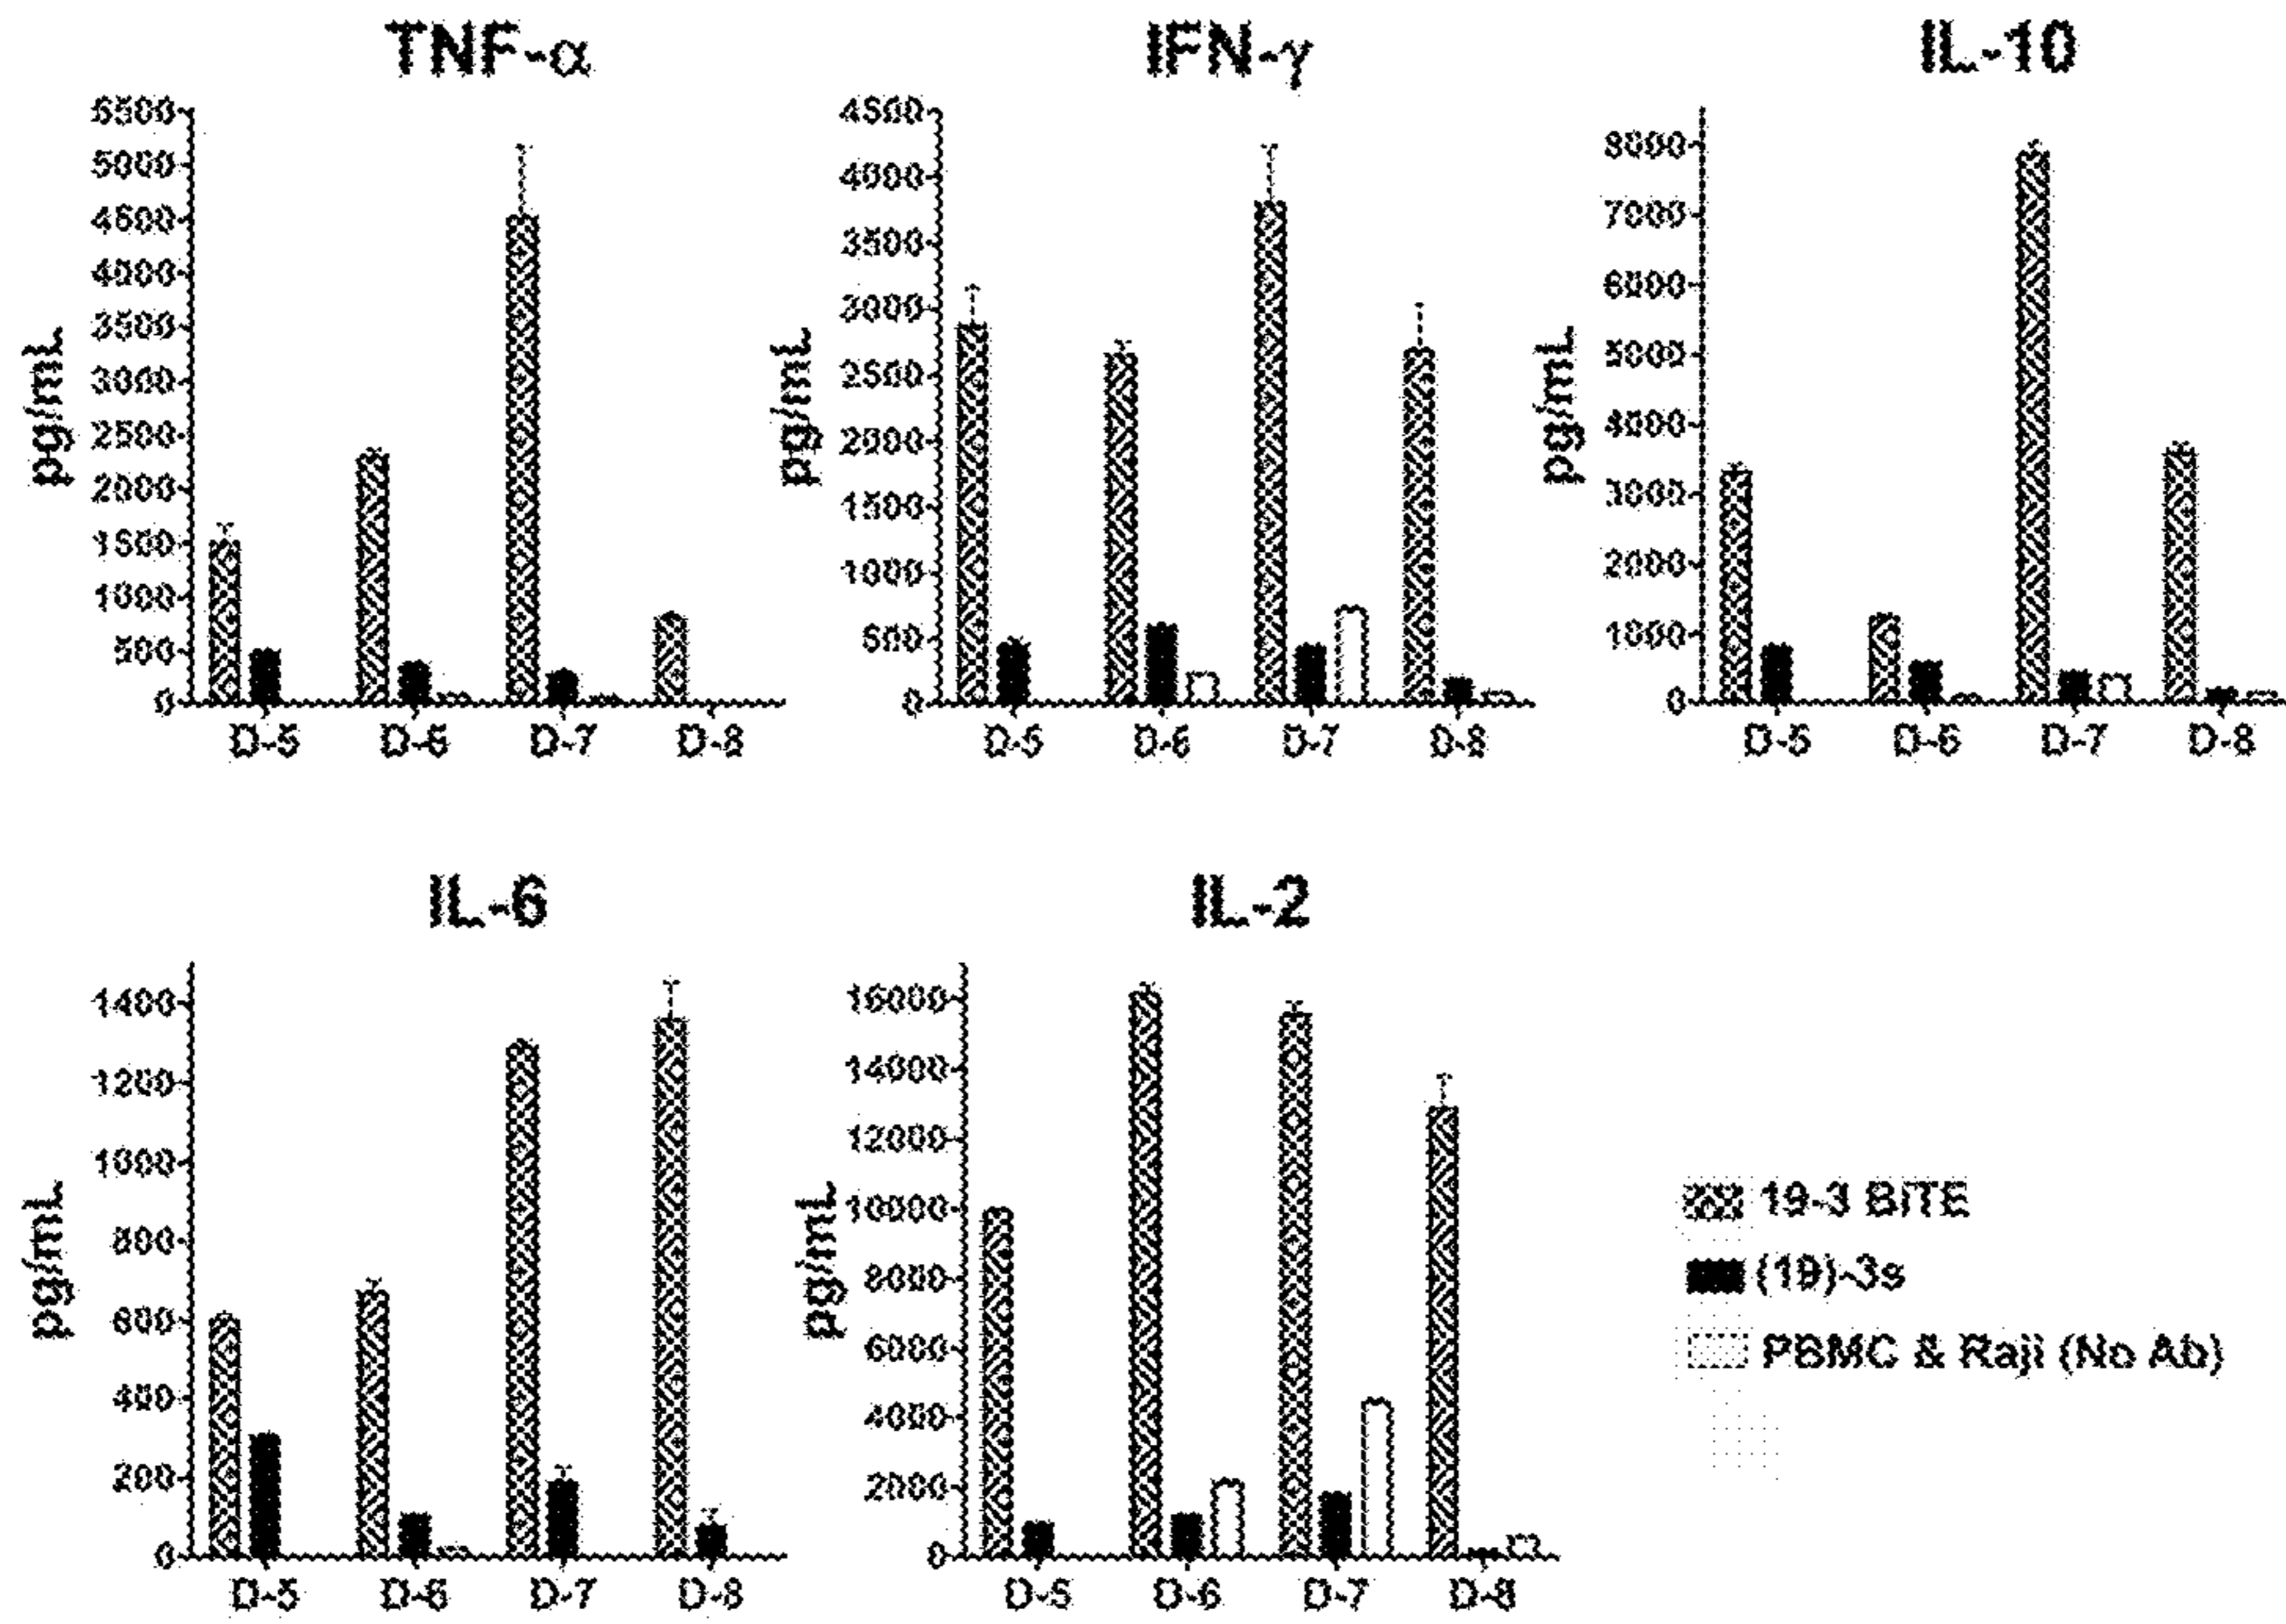 TNF-α
5500
5000
4500
4000
3500
3000
2500
2000
1500
1000
500
0
pg/mL
D-5 D-6 D-7 D-8
IFN-γ
4500
4000
3500
3000
2500
2000
1500
1000
500
0
pg/mL
D-5 D-6 D-7 D-8
IL-10
8000
7000
6000
5000
4000
3000
2000
1000
0
pg/mL
D-5 D-6 D-7 D-8
IL-6
1400
1200
1000
800
600
400
200
0
pg/mL
D-5 D-6 D-7 D-8
IL-2
16000
14000
12000
10000
8000
6000
4000
2000
0
pg/mL
D-5 D-6 D-7 D-8
19-3 BiTE
(19)-3s
PBMC & Raji (No Ab)